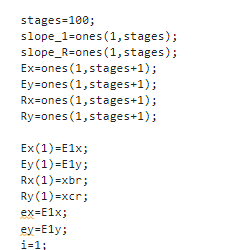 stages=100;
slope_1=ones(1,stages);
slope_R=ones(1,stages);
Ex=ones(1,stages+1);
Ey=ones(1,stages+1);
Rx=ones(1,stages+1);
Ry=ones(1,stages+1);

Ex(1)=E1x;
Ey(1)=E1y;
Rx(1)=xbr;
Ry(1)=xcr;
ex=E1x;
ey=E1y;
i=1;